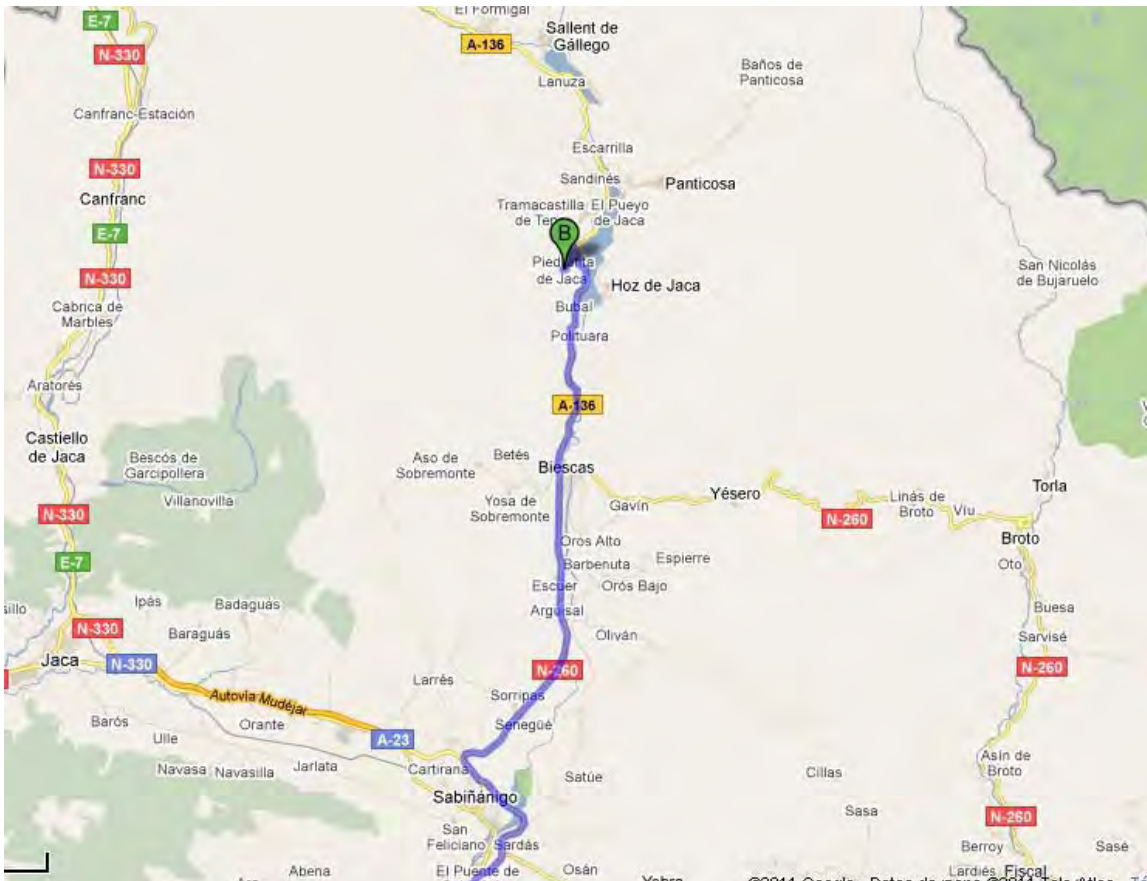 El Formigal
E-7
Sallent de
Gállego
N-330
A-136
Baños de
Panticosa
Lanuza
Canfranc-Estación
Escarrilla
N-330
Sandinés
Panticosa
Canfranc
Tramacastilla
de Tena
El Pueyo
de Jaca
E-7
B
Piedrafita
de Jaca
San Nicolás
de Bujaruelo
N-330
Hoz de Jaca
Cabrica de
Marbles
Bubal
Polituara
Aratorés
A-136
Castiello
de Jaca
Bescós de
Garcipollera
Aso de
Sobremonte
Betés
Biescas
Villanovilla
Yésero
Linás de
Broto
Viu
Torla
Yosa de
Sobremonte
Gavín
N-330
N-260
Broto
Oros Alto
E-7
Barbenuta
Espierre
Oto
Escuer
Orós Bajo
Ipás
Badaguás
Arguisal
Buesa
N-330
Baraguás
Oliván
Sarvisé
Jaca
N-330
N-260
N-260
Larrés
Autovía Mudéjar
Sorripas
Barós
Orante
Senegüé
Ulle
A-23
Asín de
Broto
Navasa
Navasilla
Jarlata
Cartirana
Satúe
Cillas
Sabiñánigo
Sasa
N-260
San
Feliciano
Sardás
Berroy
Sasé
Abena
El Puente de
Osán
Lardiés
Fiscal